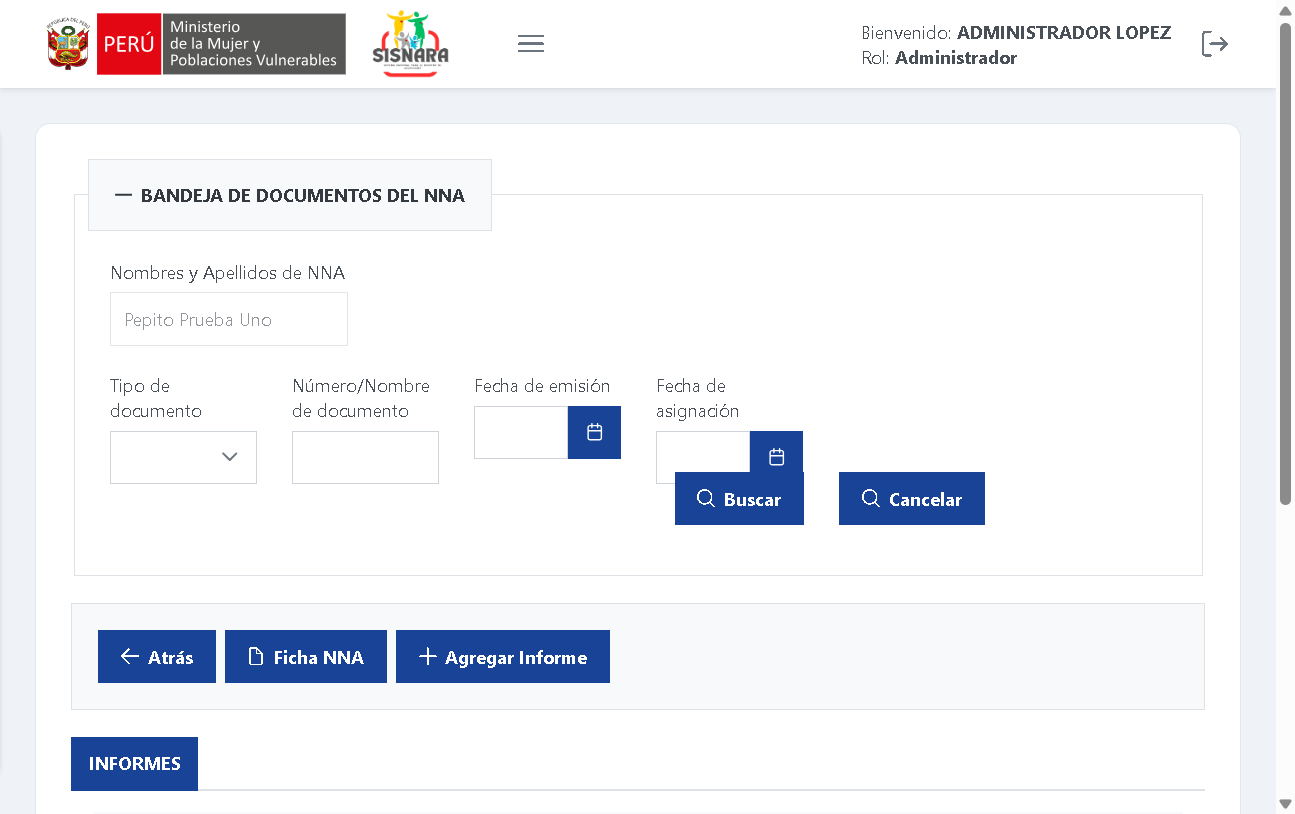 REPÚBLICA DEL PERÚ
PERÚ
Ministerio
de la Mujer y
Poblaciones Vulnerables
SISNARA
Bienvenido: ADMINISTRADOR LOPEZ
Rol: Administrador
BANDEJA DE DOCUMENTOS DEL NNA
Nombres y Apellidos de NNA
Pepito Prueba Uno
Tipo de
documento
Número/Nombre
de documento
Fecha de emisión
Fecha de
asignación
Buscar
Cancelar
Atrás
Ficha NNA
Agregar Informe
INFORMES